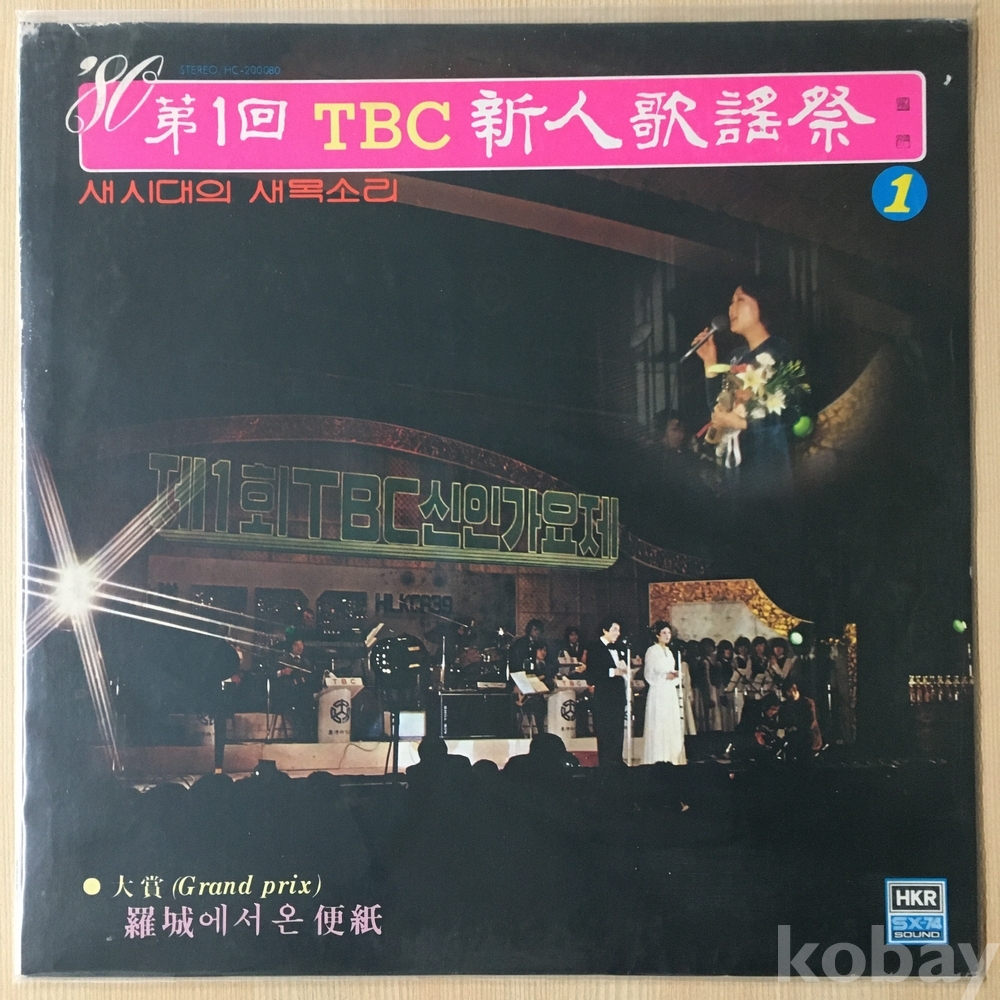 '80
STEREO HC-200080
第1回 TBC 新人歌謠祭
새시대의 새목소리
1
제1회TBC신인가요제
TBC
TBC
● 大賞 (Grand prix)
羅城에서 온 便紙
HKR
SX-74
SOUND
kobay